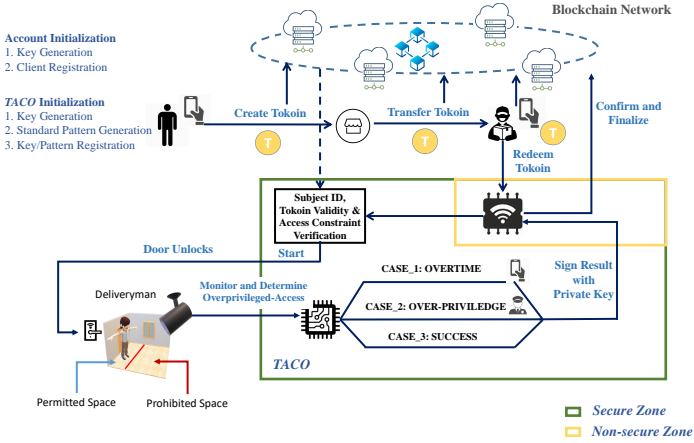 Blockchain Network
Account Initialization
1. Key Generation
2. Client Registration
TACO Initialization
1. Key Generation
2. Standard Pattern Generation
3. Key/Pattern Registration
Create Tokoin
T
Transfer Tokoin
T
T
Confirm and
Finalize
Redeem
Tokoin
Subject ID,
Tokoin Validity &
Access Constraint
Verification
Door Unlocks
Start
Deliveryman
Monitor and Determine
Overprivileged-Access
CASE_1: OVERTIME
CASE_2: OVER-PRIVILEDGE
CASE_3: SUCCESS
Sign Result
with
Private Key
TACO
Permitted Space
Prohibited Space
Secure Zone
Non-secure Zone